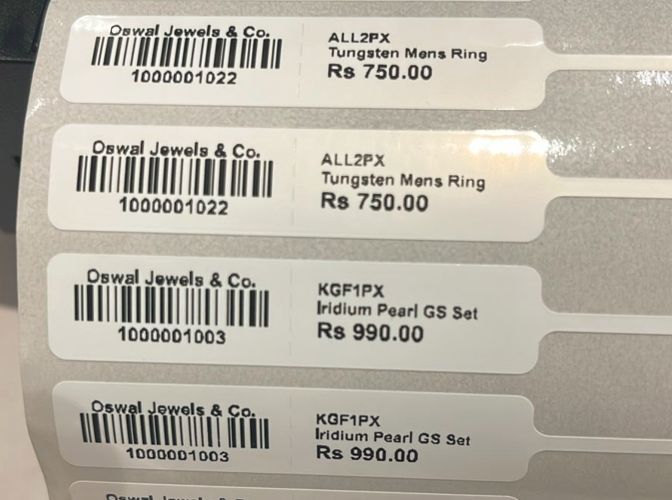 Oswal Jewels & Co.
1000001022
ALL2PX
Tungsten Mens Ring
Rs 750.00
Oswal Jewels & Co.
1000001022
ALL2PX
Tungsten Mens Ring
Rs 750.00
Oswal Jewels & Co.
1000001003
KGF1PX
Iridium Pearl GS Set
Rs 990.00
Oswal Jewels & Co.
1000001003
KGF1PX
Iridium Pearl GS Set
Rs 990.00